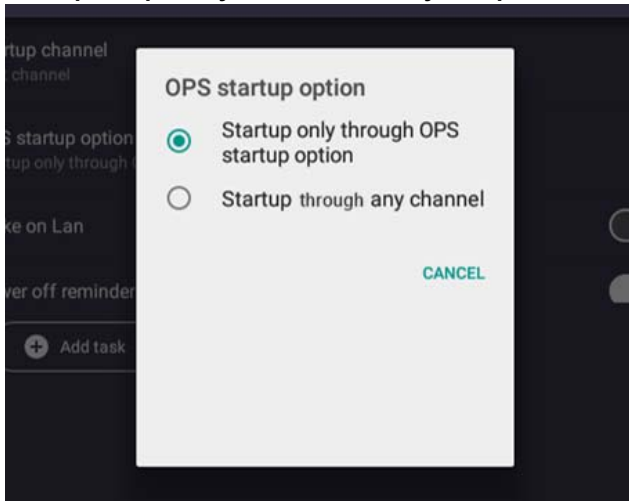 rtup channel
channel
OPS startup option
Startup only through OPS
startup option
Startup through any channel
CANCEL
S startup option
tup only through
ke on Lan
ver off reminder
Add task